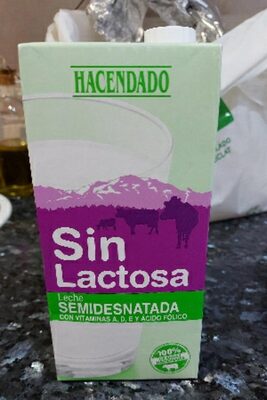 HACENDADO
Sin
Lactosa
Leche
SEMIDESNATADA
CON VITAMINAS A, D, E Y ÁCIDO FÓLICO
100%